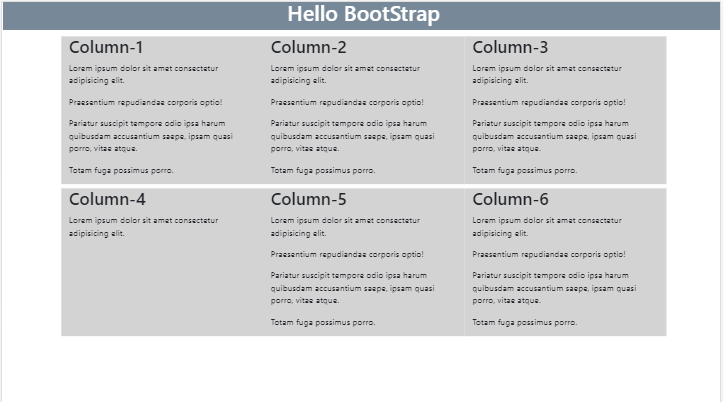 Hello BootStrap
Column-1
Lorem ipsum dolor sit amet consectetur
adipisicing elit.
Praesentium repudiandae corporis optio!
Pariatur suscipit tempore odio ipsa harum
quibusdam accusantium saepe, ipsam quasi
porro, vitae atque.
Totam fuga possimus porro.
Column-2
Lorem ipsum dolor sit amet consectetur
adipisicing elit.
Praesentium repudiandae corporis optio!
Pariatur suscipit tempore odio ipsa harum
quibusdam accusantium saepe, ipsam quasi
porro, vitae atque.
Totam fuga possimus porro.
Column-3
Lorem ipsum dolor sit amet consectetur
adipisicing elit.
Praesentium repudiandae corporis optio!
Pariatur suscipit tempore odio ipsa harum
quibusdam accusantium saepe, ipsam quasi
porro, vitae atque.
Totam fuga possimus porro.
Column-4
Lorem ipsum dolor sit amet consectetur
adipisicing elit.
Column-5
Lorem ipsum dolor sit amet consectetur
adipisicing elit.
Praesentium repudiandae corporis optio!
Pariatur suscipit tempore odio ipsa harum
quibusdam accusantium saepe, ipsam quasi
porro, vitae atque.
Totam fuga possimus porro.
Column-6
Lorem ipsum dolor sit amet consectetur
adipisicing elit.
Praesentium repudiandae corporis optio!
Pariatur suscipit tempore odio ipsa harum
quibusdam accusantium saepe, ipsam quasi
porro, vitae atque.
Totam fuga possimus porro.